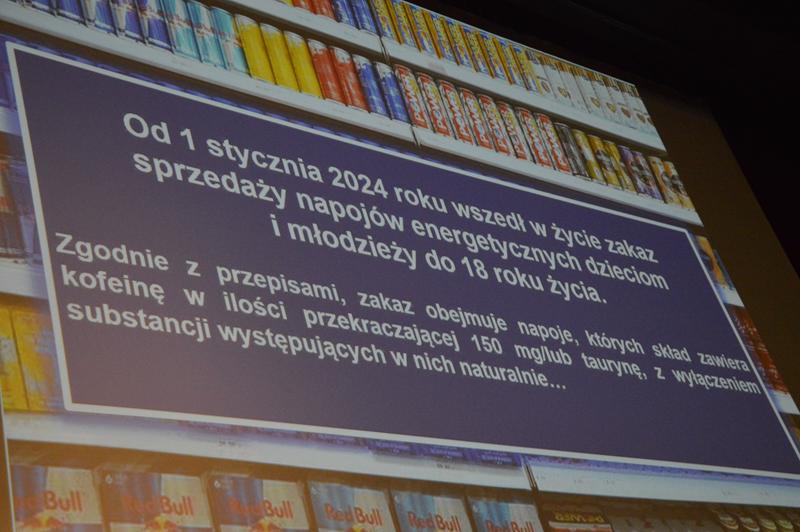 Od 1 stycznia 2024 roku wszedł w życie zakaz
sprzedaży napojów energetycznych dzieciom
i młodzieży do 18 roku życia.
Zgodnie z przepisami, zakaz obejmuje napoje, których skład zawiera
kofeinę w ilości przekraczającej 150 mg/lub taurynę, z wyłączeniem
substancji występujących w nich naturalnie...
Red Bull
Red Bull
Red Bull
Red Bull
Red Bull
Red Bull